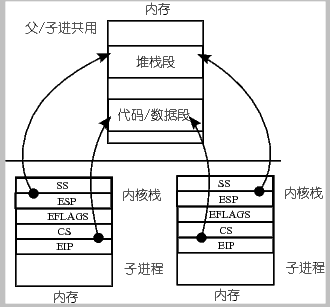 内存
父/子进共用
堆栈段
代码/数据段
SS
ESP
EFLAGS
CS
EIP
内核栈
子进程
内存
SS
ESP
EFLAGS
CS
EIP
内核栈
子进程
内存